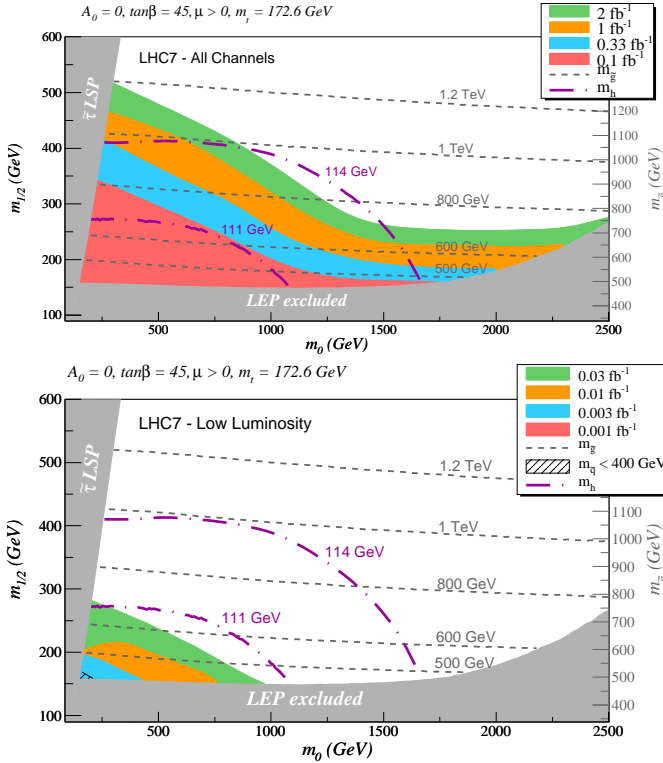 A0 = 0, tanβ = 45, μ > 0, mt = 172.6 GeV
LHC7 - All Channels
2 fb-1
1 fb-1
0.33 fb-1
0.1 fb-1
mg̃
mh
τ̃ LSP
1.2 TeV
1 TeV
114 GeV
800 GeV
111 GeV
600 GeV
500 GeV
LEP excluded
m1/2 (GeV)
600
500
400
300
200
100
500
1000
1500
2000
2500
m0 (GeV)
1200
1100
1000
900
800
700
600
500
400
(GeV)
A0 = 0, tanβ = 45, μ > 0, mt = 172.6 GeV
LHC7 - Low Luminosity
0.03 fb-1
0.01 fb-1
0.003 fb-1
0.001 fb-1
mg̃
mq̃ < 400 GeV
mh
τ̃ LSP
1.2 TeV
1 TeV
114 GeV
800 GeV
111 GeV
600 GeV
500 GeV
LEP excluded
m1/2 (GeV)
600
500
400
300
200
100
500
1000
1500
2000
2500
m0 (GeV)
1100
1000
900
800
700
600
500
400
(GeV)